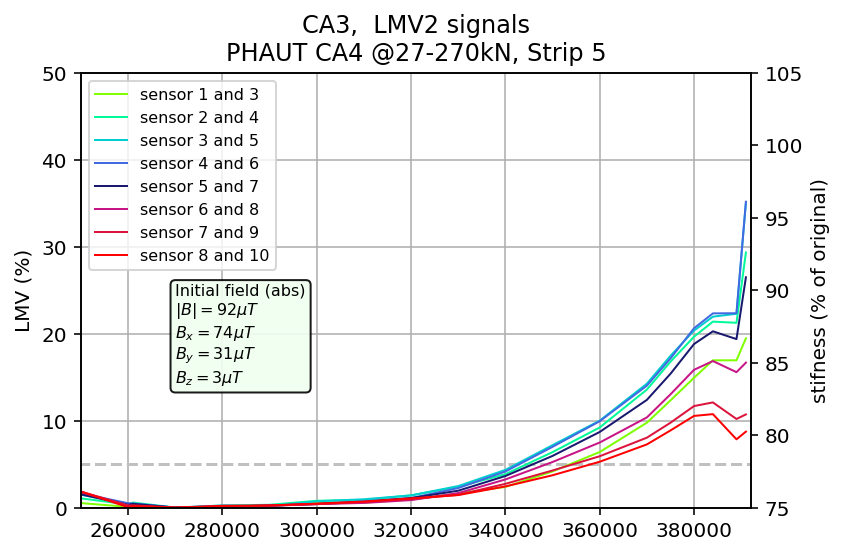 CA3,  LMV2 signals
PHAUT CA4 @27-270kN, Strip 5
LMV (%)
50
40
30
20
10
0
sensor 1 and 3
sensor 2 and 4
sensor 3 and 5
sensor 4 and 6
sensor 5 and 7
sensor 6 and 8
sensor 7 and 9
sensor 8 and 10
Initial field (abs)
|B| = 92μT
Bₓ = 74μT
B_y = 31μT
B_z = 3μT
105
100
95
90
85
80
75
stifness (% of original)
260000 280000 300000 320000 340000 360000 380000